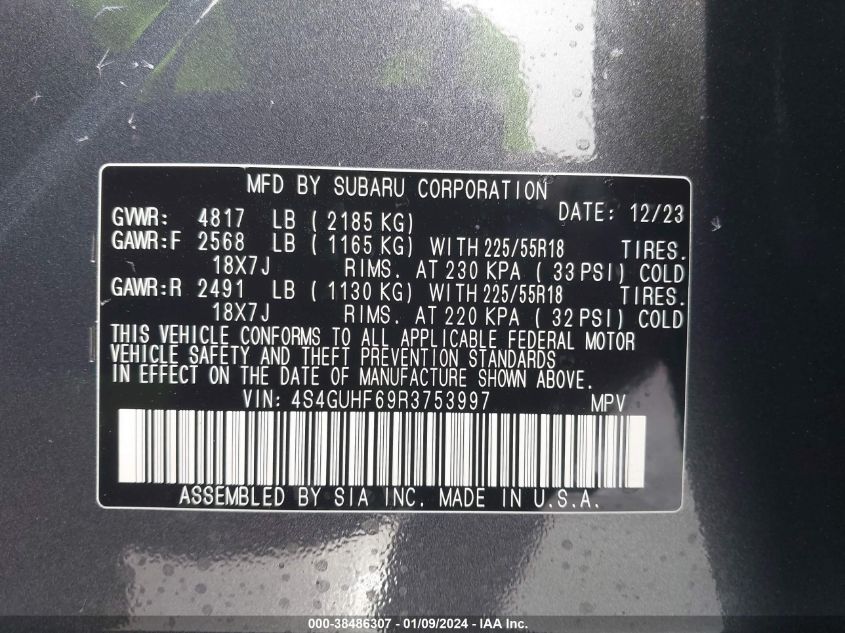 MFD BY SUBARU CORPORATION
DATE: 12/23
GVWR: 4817 LB ( 2185 KG)
GAWR:F 2568 LB ( 1165 KG) WITH 225/55R18 TIRES.
18X7J RIMS. AT 230 KPA ( 33 PSI) COLD
GAWR:R 2491 LB ( 1130 KG) WITH 225/55R18 TIRES.
18X7J RIMS. AT 220 KPA ( 32 PSI) COLD
THIS VEHICLE CONFORMS TO ALL APPLICABLE FEDERAL MOTOR
VEHICLE SAFETY AND THEFT PREVENTION STANDARDS
IN EFFECT ON THE DATE OF MANUFACTURE SHOWN ABOVE.
VIN: 4S4GUHF69R3753997 MPV
ASSEMBLED BY SIA INC. MADE IN U.S.A.
000-38486307 - 01/09/2024 - IAA, Inc.